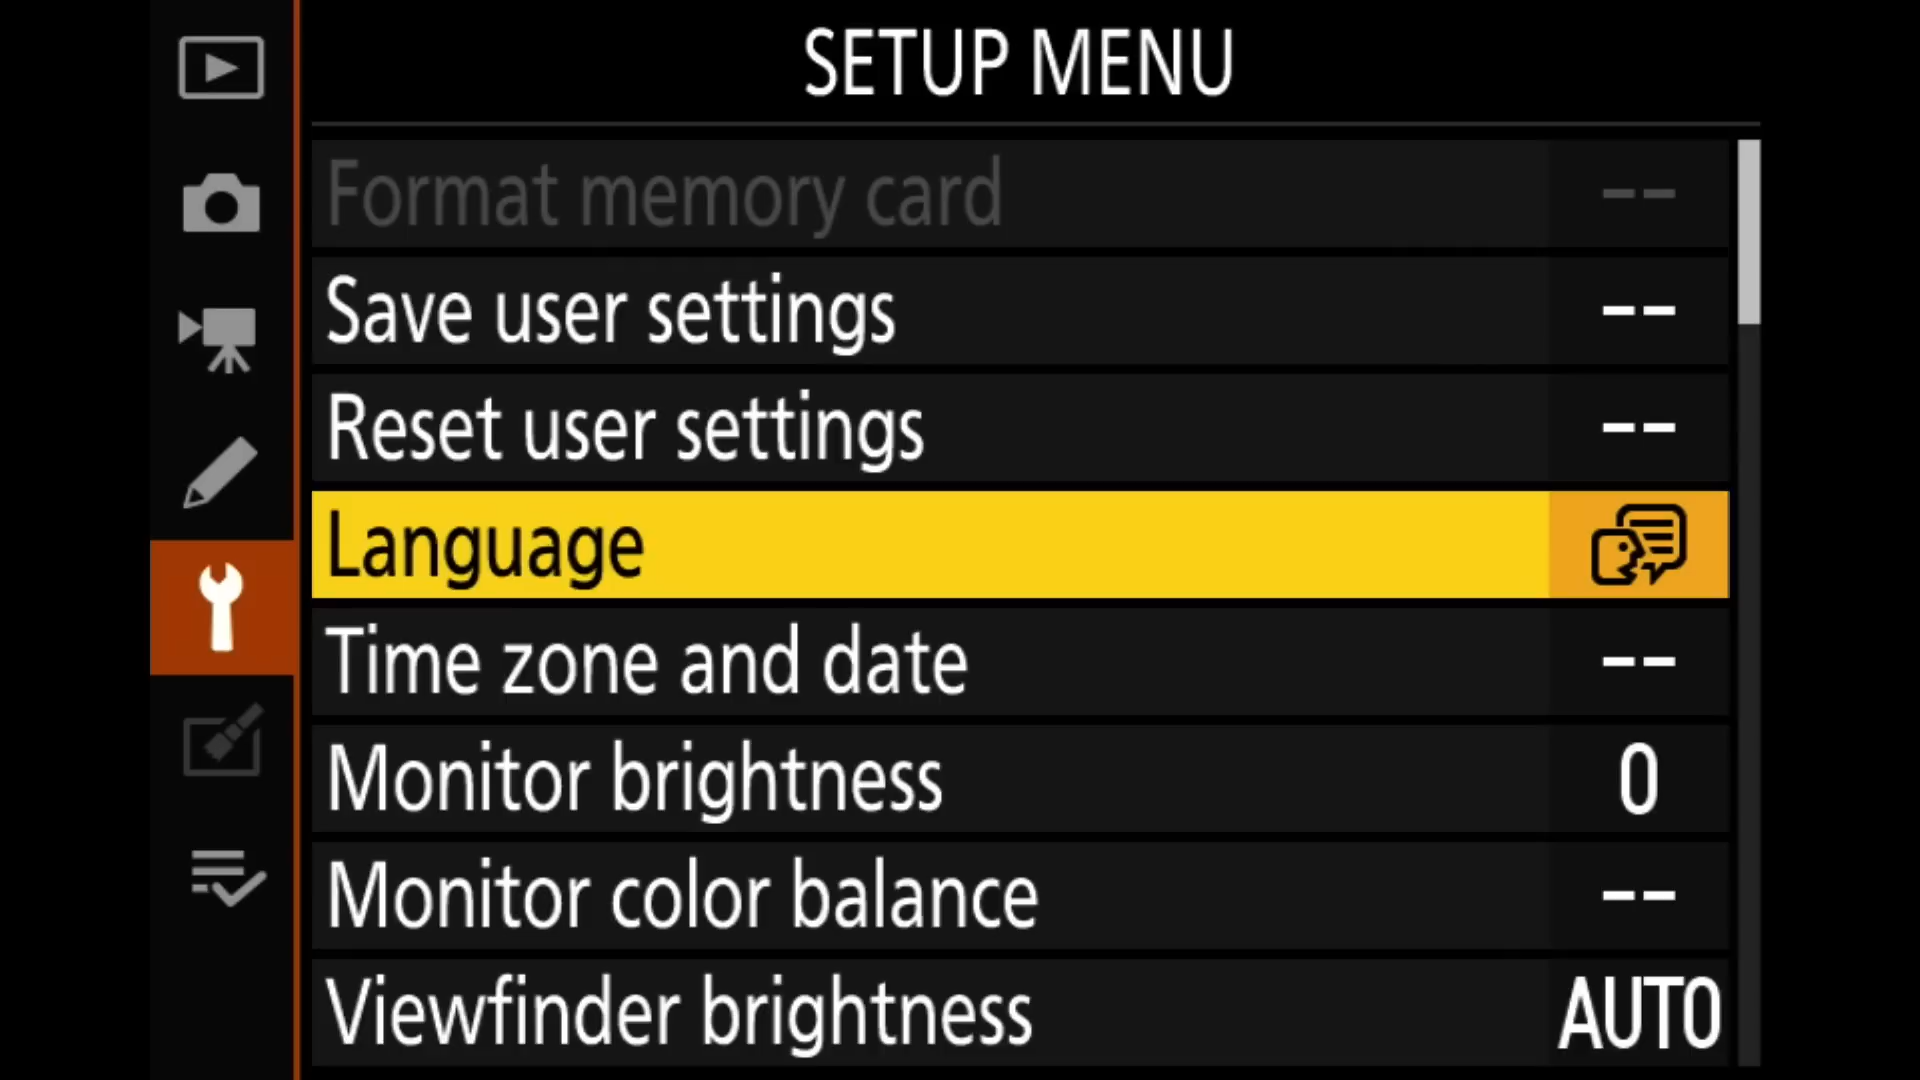 SETUP MENU
Format memory card --
Save user settings --
Reset user settings --
Language
Time zone and date --
Monitor brightness 0
Monitor color balance --
Viewfinder brightness AUTO